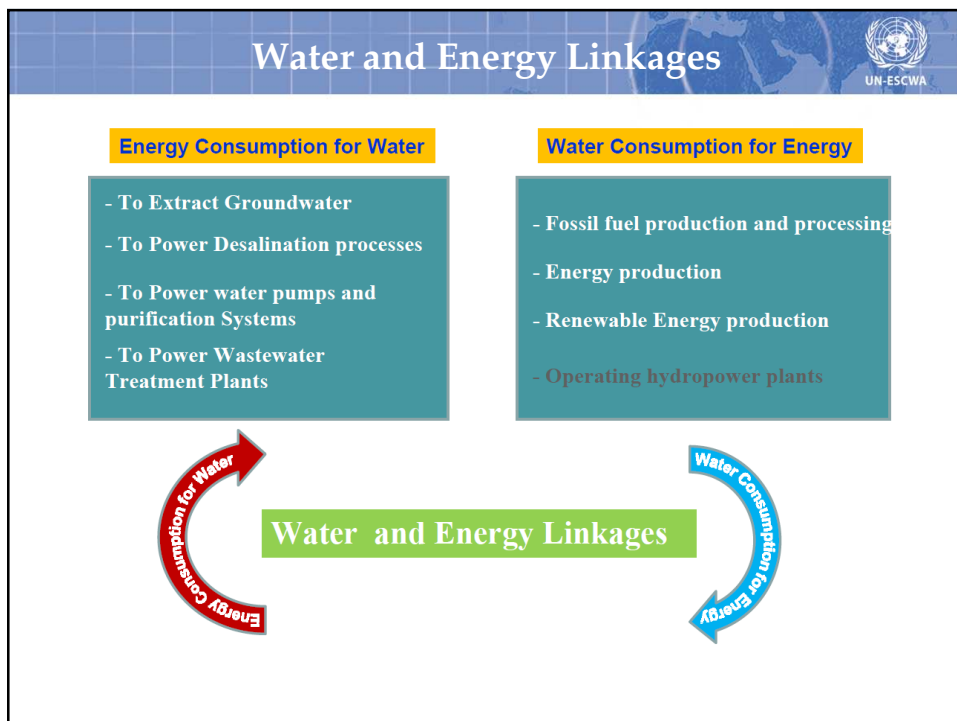 Water and Energy Linkages
UN-ESCWA
Energy Consumption for Water
- To Extract Groundwater
- To Power Desalination processes
- To Power water pumps and
purification Systems
- To Power Wastewater
Treatment Plants
Water Consumption for Energy
- Fossil fuel production and processing
- Energy production
- Renewable Energy production
- Operating hydropower plants
Energy Consumption for Water
Water and Energy Linkages
Water Consumption for Energy